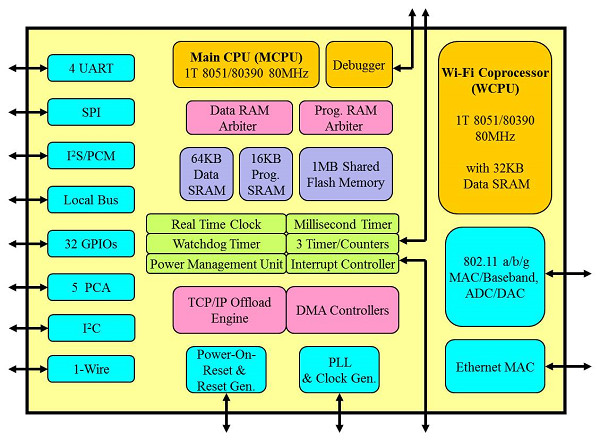 4 UART
SPI
I²S/PCM
Local Bus
32 GPIOs
5 PCA
I²C
1-Wire
Main CPU (MCPU)
1T 8051/80390 80MHz
Debugger
Data RAM
Arbiter
Prog. RAM
Arbiter
64KB
Data
SRAM
16KB
Prog.
SRAM
1MB Shared
Flash Memory
Real Time Clock
Millisecond Timer
Watchdog Timer
3 Timer/Counters
Power Management Unit
Interrupt Controller
TCP/IP Offload
Engine
DMA Controllers
Power-On-
Reset &
Reset Gen.
PLL
& Clock Gen.
Wi-Fi Coprocessor
(WCPU)
1T 8051/80390
80MHz
with 32KB
Data SRAM
802.11 a/b/g
MAC/Baseband,
ADC/DAC
Ethernet MAC